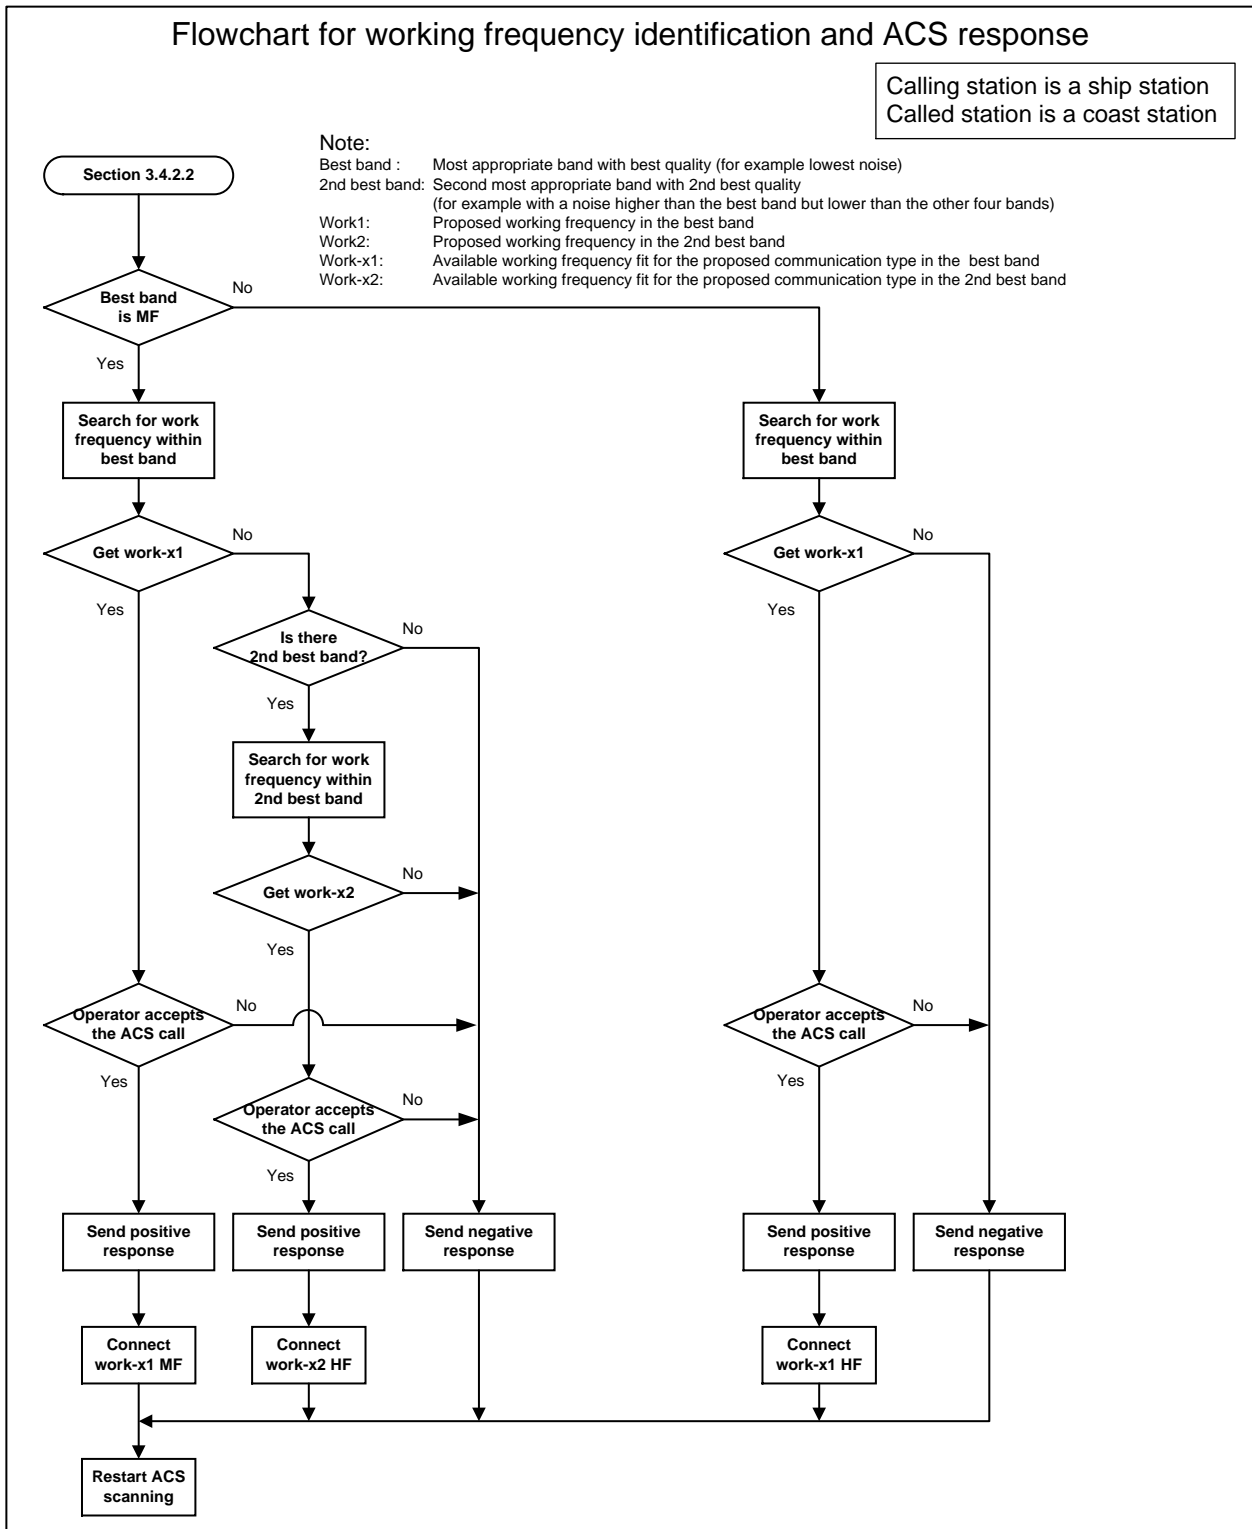 Flowchart for working frequency identification and ACS response
Calling station is a ship station
Called station is a coast station
Note:
Best band : Most appropriate band with best quality (for example lowest noise)
2nd best band: Second most appropriate band with 2nd best quality
(for example with a noise higher than the best band but lower than the other four bands)
Work1: Proposed working frequency in the best band
Work2: Proposed working frequency in the 2nd best band
Work-x1: Available working frequency fit for the proposed communication type in the best band
Work-x2: Available working frequency fit for the proposed communication type in the 2nd best band
Section 3.4.2.2
Best band
is MF
No
Yes
Search for work
frequency within
best band
Search for work
frequency within
best band
Get work-x1
No
Yes
Get work-x1
No
Yes
Is there
2nd best band?
No
Yes
Search for work
frequency within
2nd best band
Get work-x2
No
Yes
Operator accepts
the ACS call
No
Yes
Operator accepts
the ACS call
No
Yes
Operator accepts
the ACS call
No
Yes
Send positive
response
Send positive
response
Send negative
response
Send positive
response
Send negative
response
Connect
work-x1 MF
Connect
work-x2 HF
Connect
work-x1 HF
Restart ACS
scanning